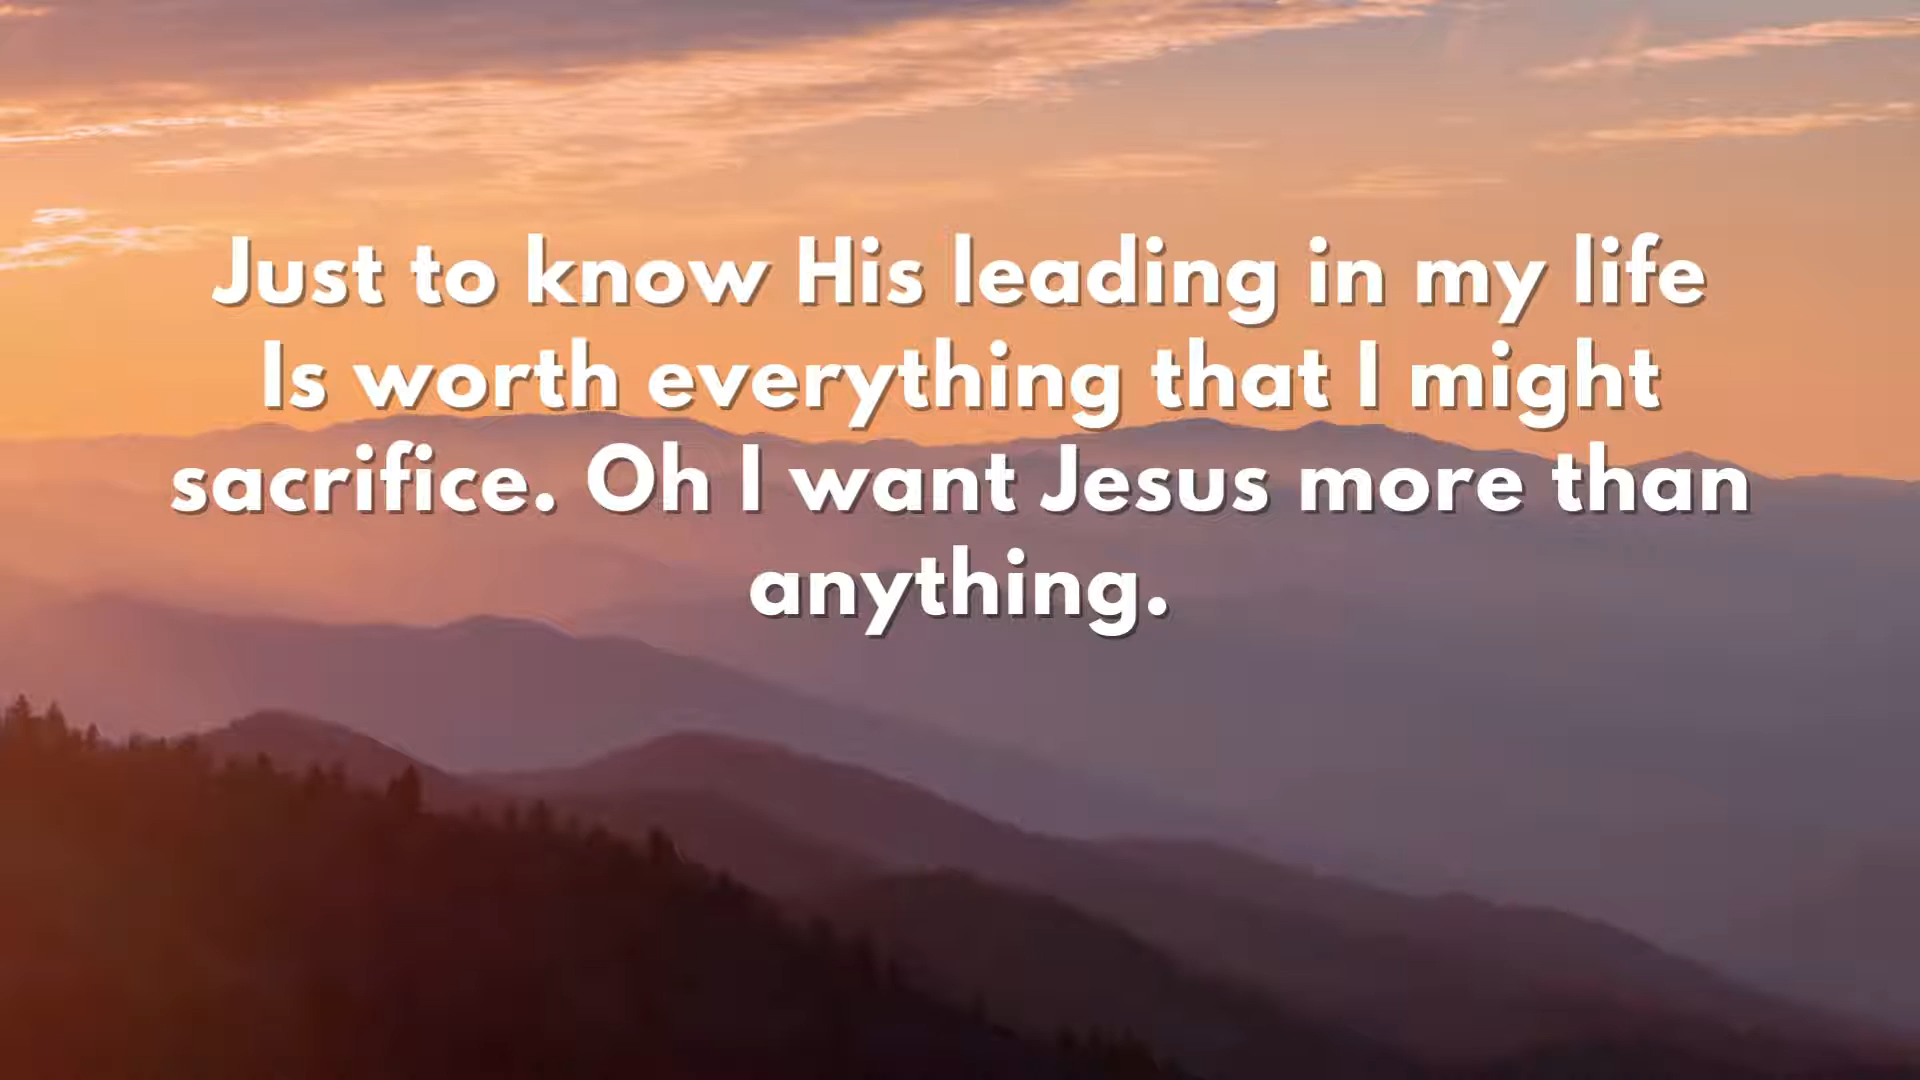 Just to know His leading in my life
Is worth everything that I might
sacrifice. Oh I want Jesus more than
anything.